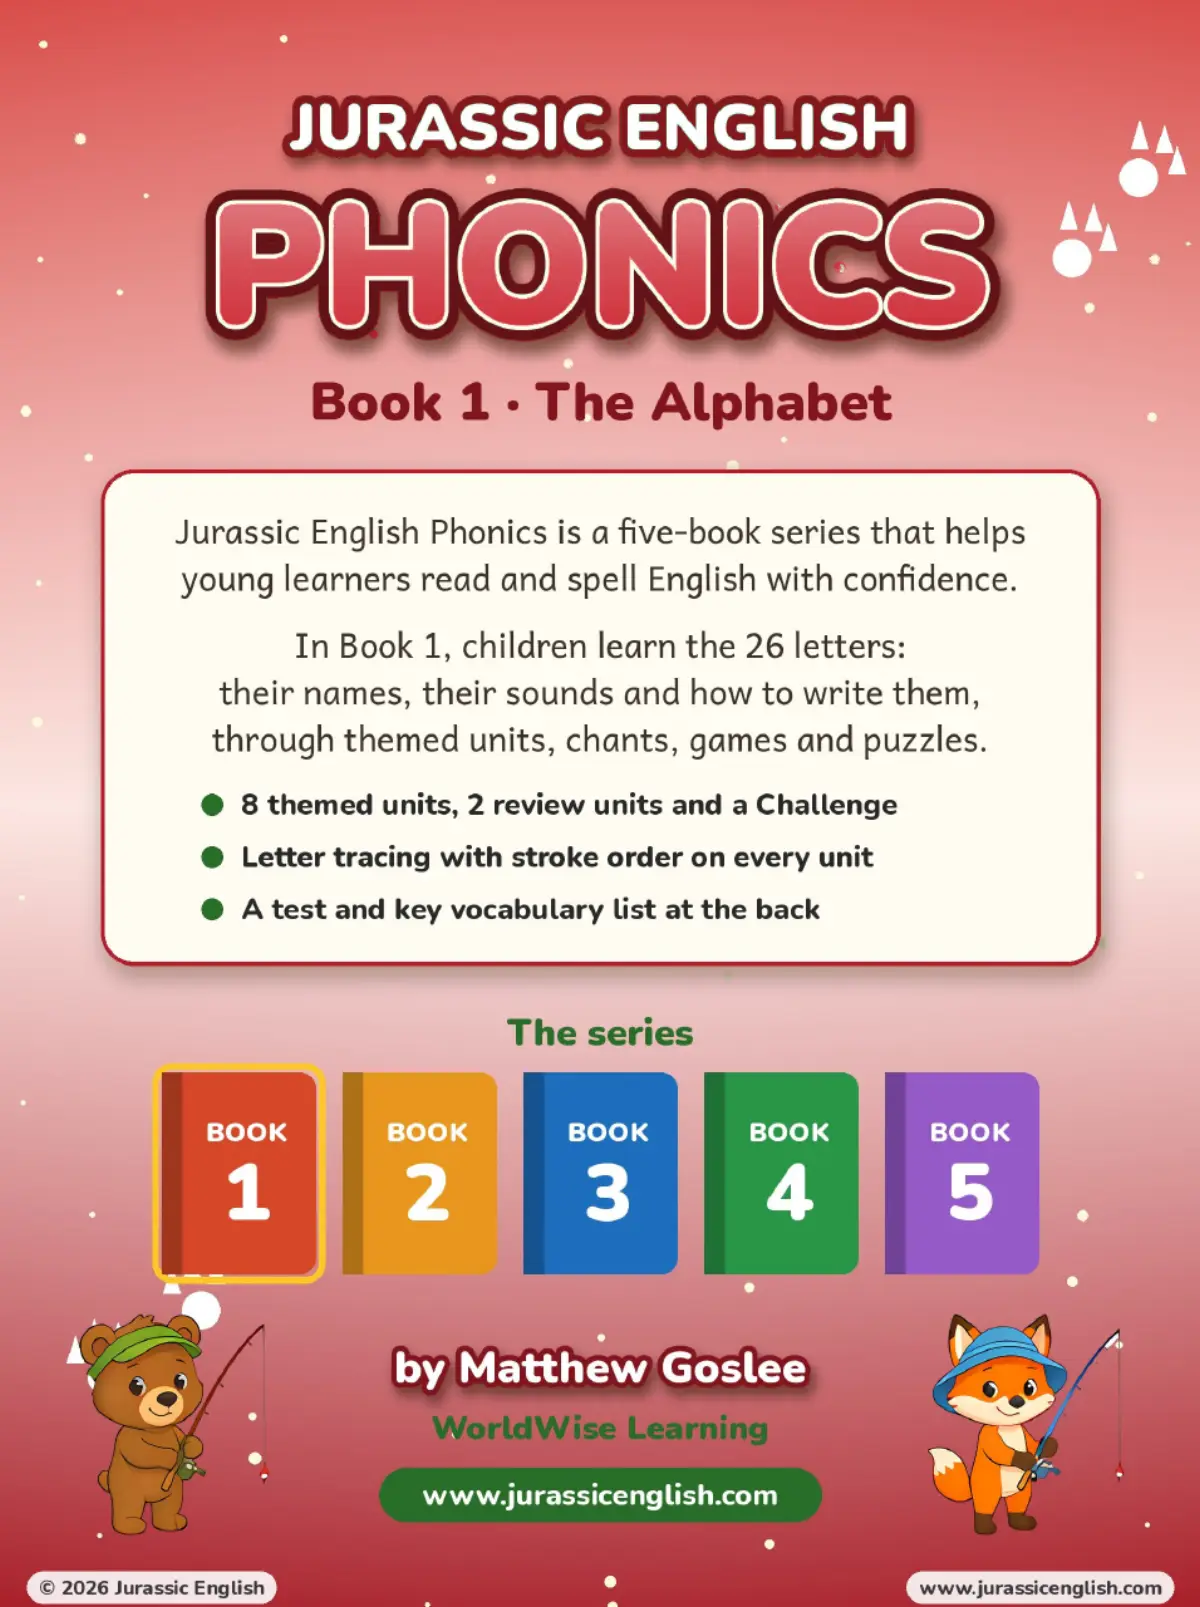 JURASSIC ENGLISH
PHONICS
Book 1 · The Alphabet
Jurassic English Phonics is a five-book series that helps
young learners read and spell English with confidence.
In Book 1, children learn the 26 letters:
their names, their sounds and how to write them,
through themed units, chants, games and puzzles.
8 themed units, 2 review units and a Challenge
Letter tracing with stroke order on every unit
A test and key vocabulary list at the back
The series
BOOK 1
BOOK 2
BOOK 3
BOOK 4
BOOK 5
by Matthew Goslee
WorldWise Learning
www.jurassicenglish.com
© 2026 Jurassic English
www.jurassicenglish.com